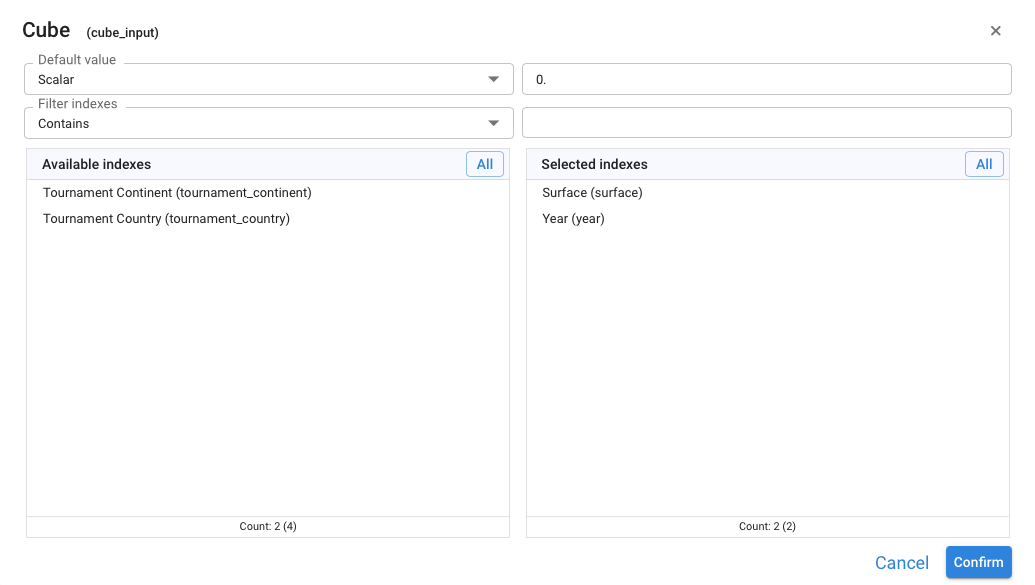 Cube (cube_input)
×
Default value
Scalar
0.
Filter indexes
Contains
Available indexes All
Tournament Continent (tournament_continent)
Tournament Country (tournament_country)
Count: 2 (4)
Selected indexes All
Surface (surface)
Year (year)
Count: 2 (2)
Cancel Confirm